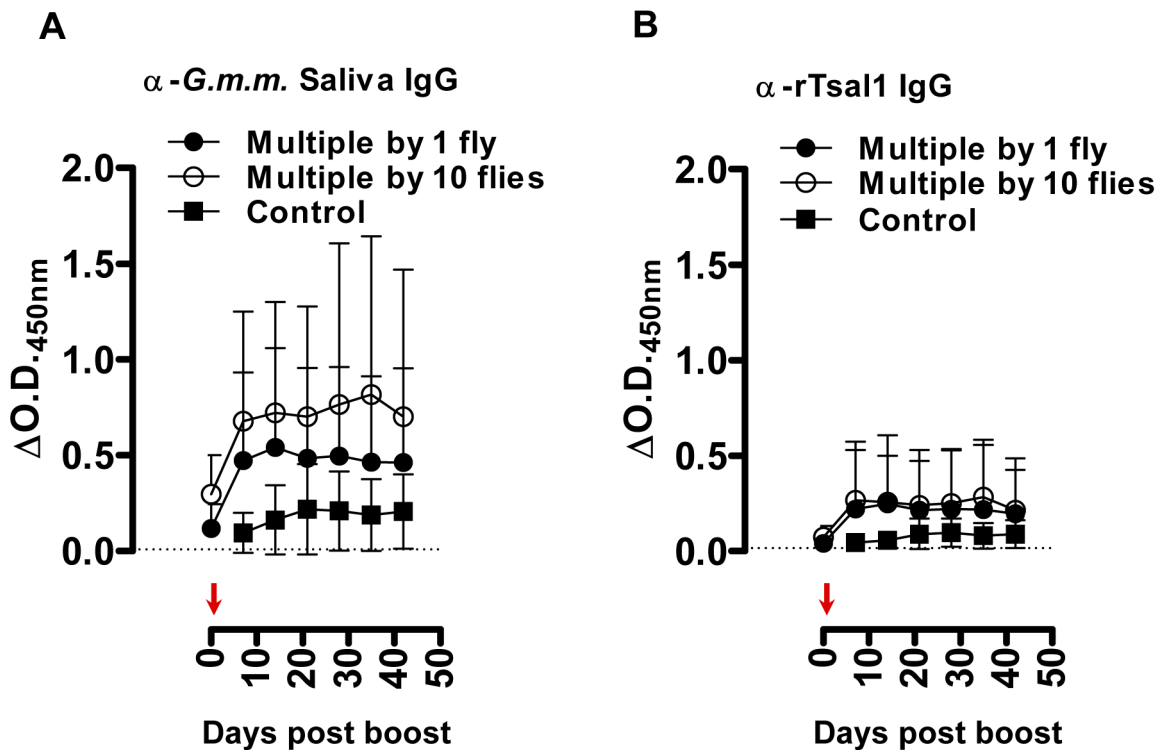 A
α-G.m.m. Saliva IgG
Multiple by 1 fly
Multiple by 10 flies
Control
2.0
1.5
1.0
0.5
0.0
ΔO.D.450nm
0 10 20 30 40 50
Days post boost
B
α-rTsal1 IgG
Multiple by 1 fly
Multiple by 10 flies
Control
2.0
1.5
1.0
0.5
0.0
ΔO.D.450nm
0 10 20 30 40 50
Days post boost